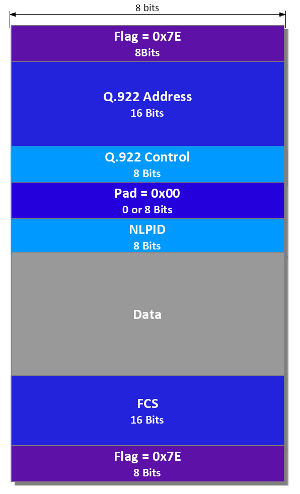 8 bits
Flag = 0x7E
8Bits
Q.922 Address
16 Bits
Q.922 Control
8 Bits
Pad = 0x00
0 or 8 Bits
NLPID
8 Bits
Data
FCS
16 Bits
Flag = 0x7E
8 Bits